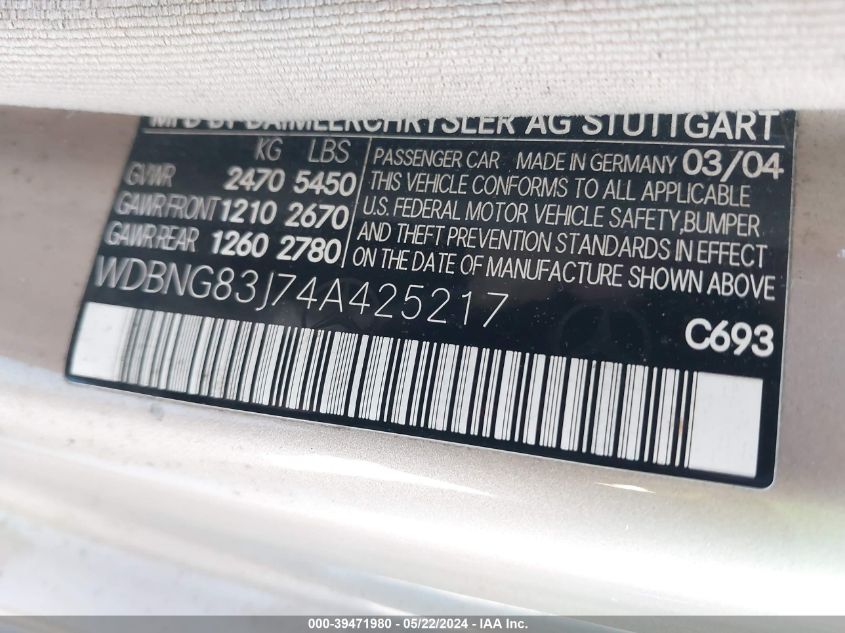 MFD BY DAIMLERCHRYSLER AG STUTTGART
KG LBS
GVWR 2470 5450
GAWR FRONT 1210 2670
GAWR REAR 1260 2780
PASSENGER CAR MADE IN GERMANY 03/04
THIS VEHICLE CONFORMS TO ALL APPLICABLE
U.S. FEDERAL MOTOR VEHICLE SAFETY,BUMPER
AND THEFT PREVENTION STANDARDS IN EFFECT
ON THE DATE OF MANUFACTURE SHOWN ABOVE.
WDBNG83J74A425217
C693
000-39471980 - 05/22/2024 - IAA Inc.